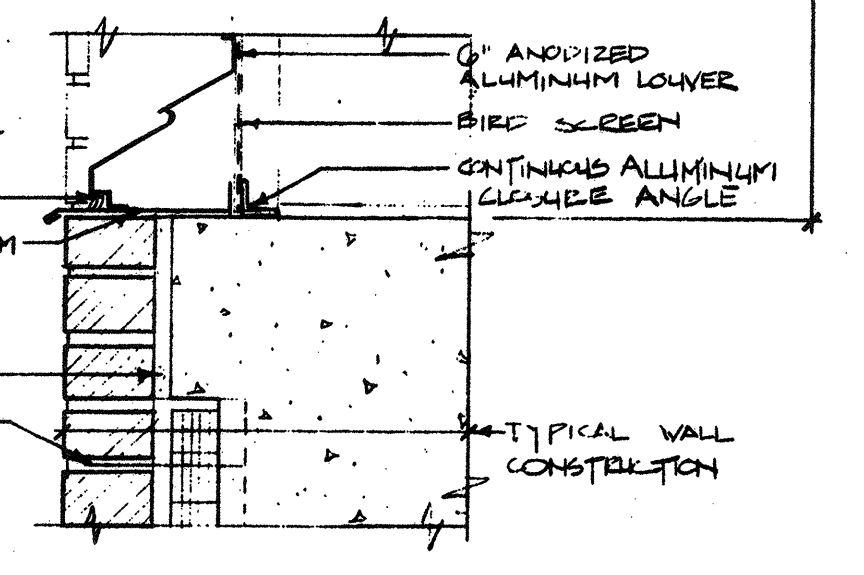 6" ANODIZED
ALUMINUM LOUVER
BIRD SCREEN
CONTINUOUS ALUMINUM
CLOSURE ANGLE
M
TYPICAL WALL
CONSTRUCTION